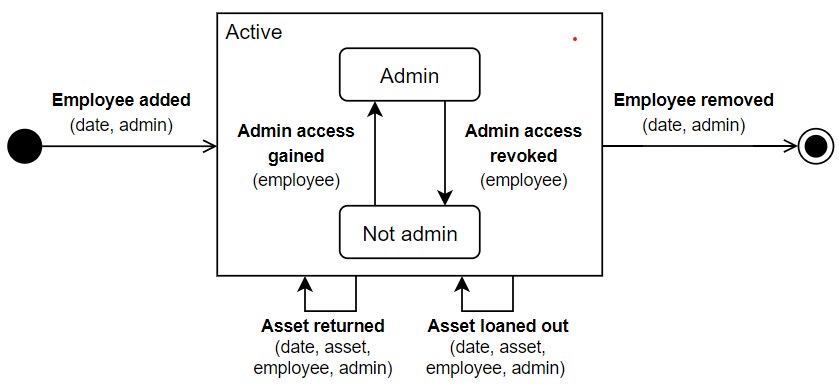 Active
Admin
Employee added
(date, admin)
Employee removed
(date, admin)
Admin access
gained
(employee)
Admin access
revoked
(employee)
Not admin
Asset returned
(date, asset,
employee, admin)
Asset loaned out
(date, asset,
employee, admin)